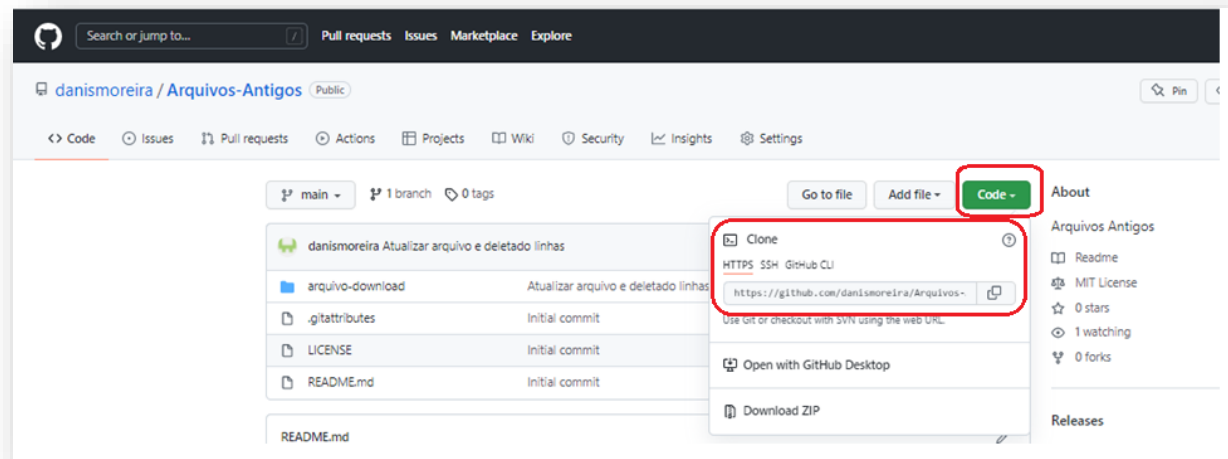 Search or jump to... / Pull requests Issues Marketplace Explore
danismoreira / Arquivos-Antigos Public Pin
<> Code Issues Pull requests Actions Projects Wiki Security Insights Settings
main 1 branch 0 tags Go to file Add file Code
danismoreira Atualizar arquivo e deletado linhas
arquivo-download Atualizar arquivo e deletado linhas
.gitattributes Initial commit
LICENSE Initial commit
README.md Initial commit
README.md
Clone
HTTPS SSH GitHub CLI
https://github.com/danismoreira/Arquivos-
Use Git or checkout with SVN using the web URL.
Open with GitHub Desktop
Download ZIP
About
Arquivos Antigos
Readme
MIT License
0 stars
1 watching
0 forks
Releases